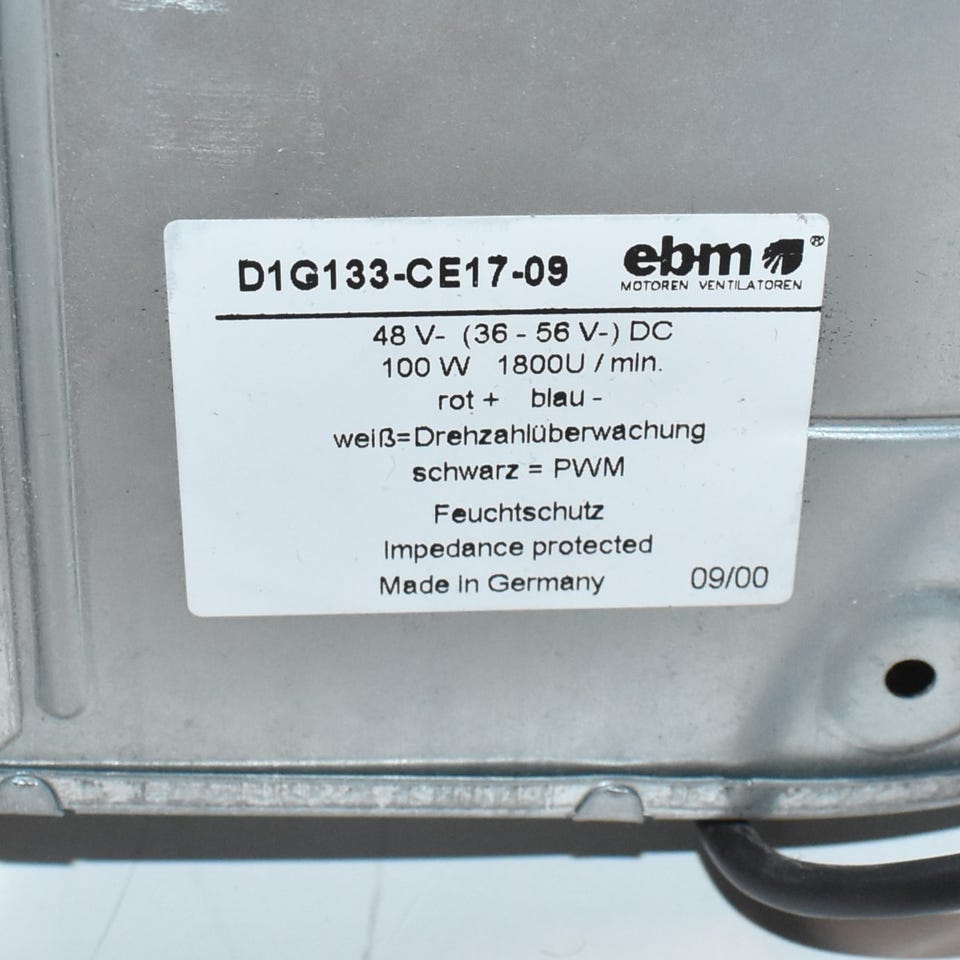 D1G133-CE17-09
ebm ®
MOTOREN VENTILATOREN
48 V- (36 - 56 V-) DC
100 W 1800U / min.
rot + blau -
weiß=Drehzahlüberwachung
schwarz = PWM
Feuchtschutz
Impedance protected
Made in Germany 09/00